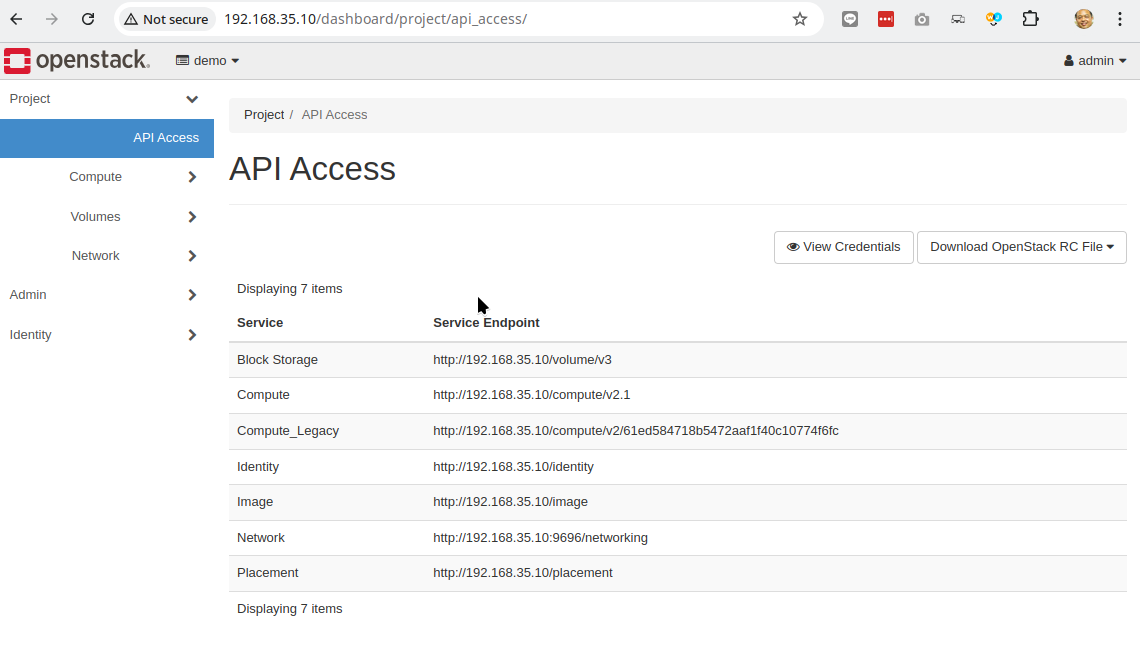 Not secure 192.168.35.10/dashboard/project/api_access/
openstack. demo admin
Project
API Access
Compute
Volumes
Network
Admin
Identity
Project / API Access
API Access
View Credentials Download OpenStack RC File
Displaying 7 items
Service Service Endpoint
Block Storage http://192.168.35.10/volume/v3
Compute http://192.168.35.10/compute/v2.1
Compute_Legacy http://192.168.35.10/compute/v2/61ed584718b5472aaf1f40c10774f6fc
Identity http://192.168.35.10/identity
Image http://192.168.35.10/image
Network http://192.168.35.10:9696/networking
Placement http://192.168.35.10/placement
Displaying 7 items